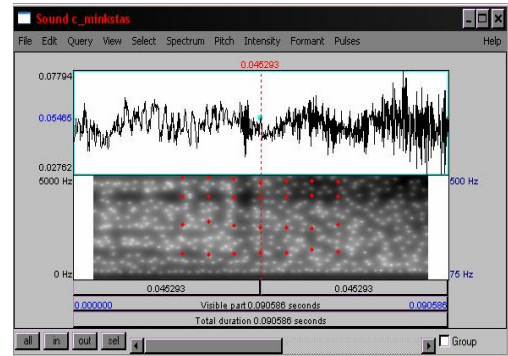 Sound c_minkstas
File Edit Query View Select Spectrum Pitch Intensity Formant Pulses Help
0.045293
0.07794
0.05465
0.02762
5000 Hz 500 Hz
0 Hz 75 Hz
0.045293 0.045293
0.000000 Visible part 0.090586 seconds 0.090586
Total duration 0.090586 seconds
all in out sel Group